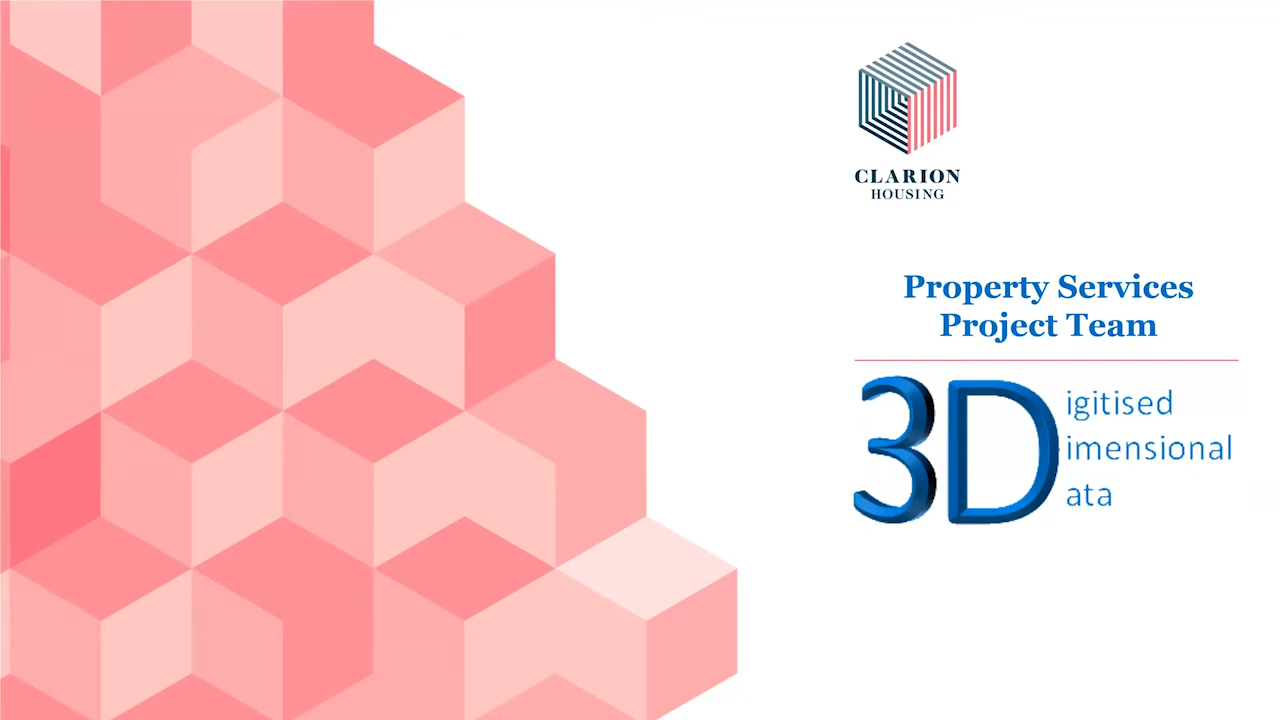 CLARION
HOUSING
Property Services
Project Team
3D
igitised
imensional
ata